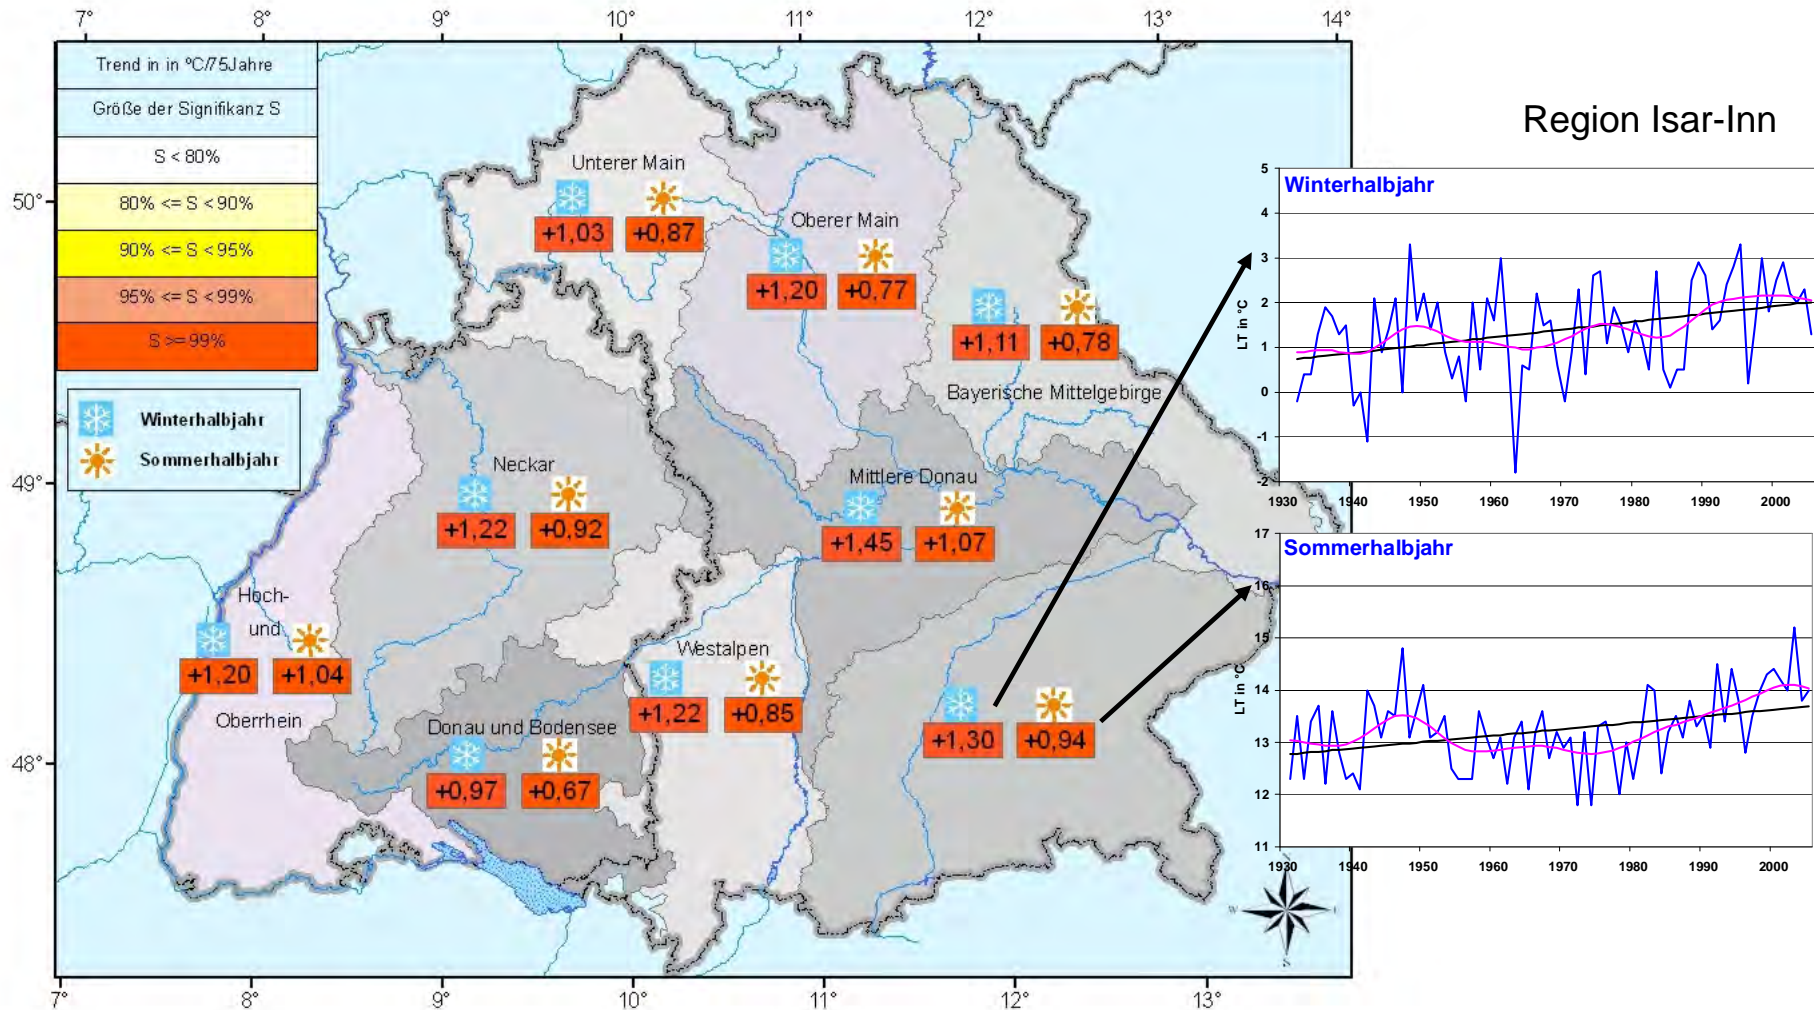 7° 8° 9° 10° 11° 12° 13° 14°
Trend in in °C/75Jahre
Größe der Signifikanz S
S < 80%
80% <= S < 90%
90% <= S < 95%
95% <= S < 99%
S >= 99%
Winterhalbjahr
Sommerhalbjahr
50°
49°
48°
Unterer Main
+1,03 +0,87
Oberer Main
+1,20 +0,77
+1,11 +0,78
Bayerische Mittelgebirge
Neckar
+1,22 +0,92
Mittlere Donau
+1,45 +1,07
Hoch-
und
+1,20 +1,04
Oberrhein
Westalpen
+1,22 +0,85
Donau und Bodensee
+0,97 +0,67
+1,30 +0,94
7° 8° 9° 10° 11° 12° 13°
Region Isar-Inn
Winterhalbjahr
LT in °C
5
4
3
2
1
0
-1
-2
1930 1940 1950 1960 1970 1980 1990 2000
Sommerhalbjahr
LT in °C
17
16
15
14
13
12
11
1930 1940 1950 1960 1970 1980 1990 2000
W
S